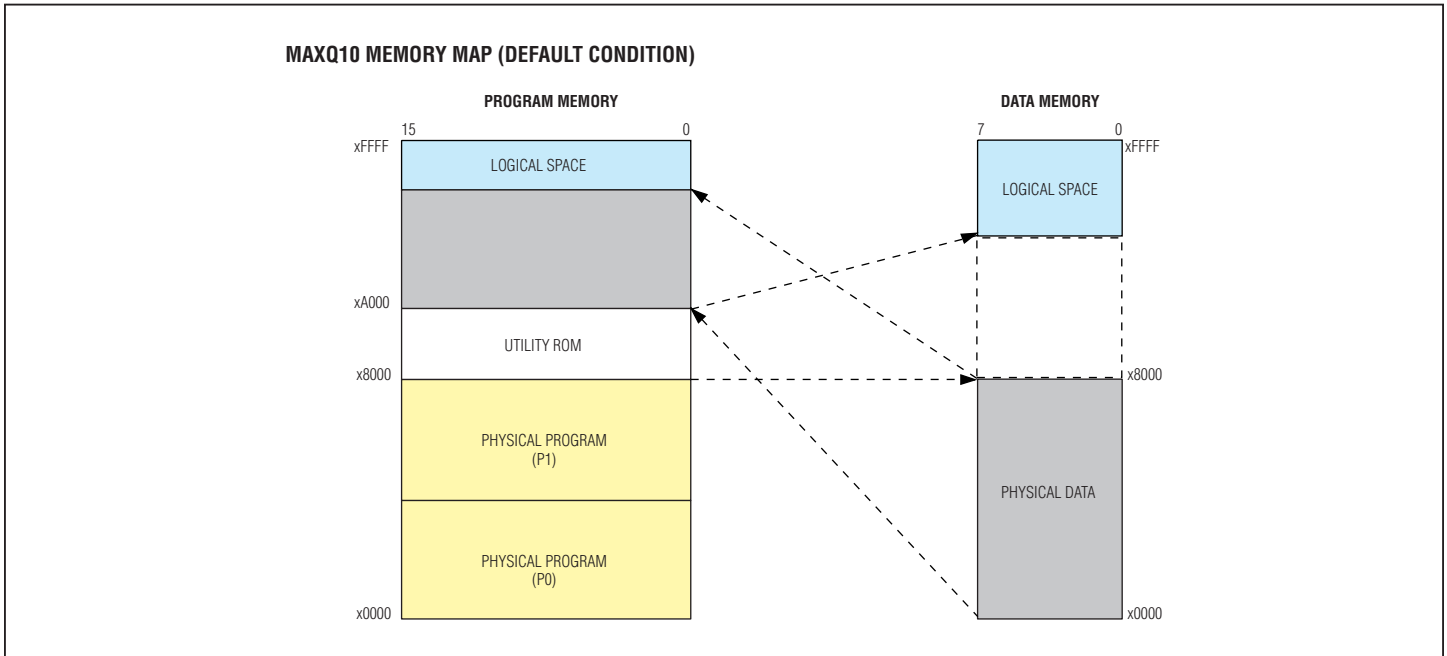 MAXQ10 MEMORY MAP (DEFAULT CONDITION)
PROGRAM MEMORY
DATA MEMORY
15
0
7
0
xFFFF
xFFFF
LOGICAL SPACE
LOGICAL SPACE
xA000
UTILITY ROM
x8000
x8000
PHYSICAL PROGRAM
(P1)
PHYSICAL DATA
PHYSICAL PROGRAM
(P0)
x0000
x0000